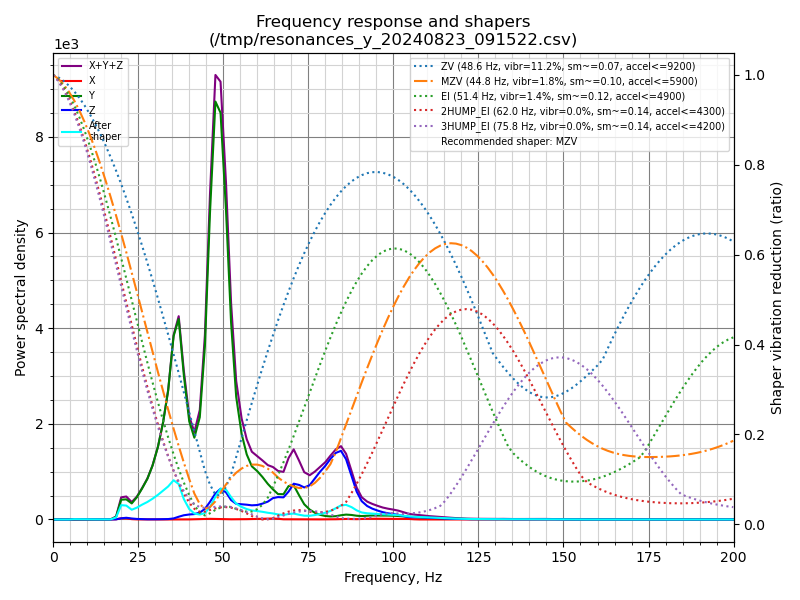 Frequency response and shapers
(/tmp/resonances_y_20240823_091522.csv)
1e3
X+Y+Z
X
Y
Z
After
shaper
ZV (48.6 Hz, vibr=11.2%, sm~=0.07, accel<=9200)
MZV (44.8 Hz, vibr=1.8%, sm~=0.10, accel<=5900)
EI (51.4 Hz, vibr=1.4%, sm~=0.12, accel<=4900)
2HUMP_EI (62.0 Hz, vibr=0.0%, sm~=0.14, accel<=4300)
3HUMP_EI (75.8 Hz, vibr=0.0%, sm~=0.14, accel<=4200)
Recommended shaper: MZV
Power spectral density
8
6
4
2
0
1.0
0.8
0.6
0.4
0.2
0.0
Shaper vibration reduction (ratio)
0 25 50 75 100 125 150 175 200
Frequency, Hz